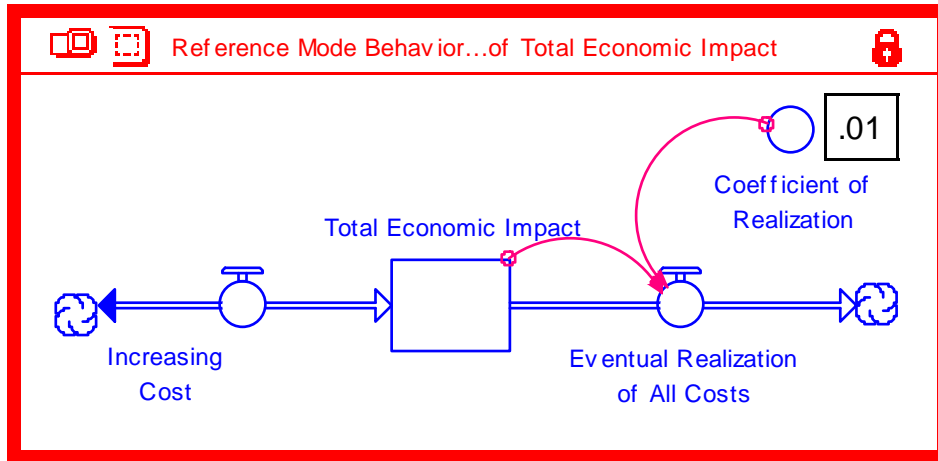 Reference Mode Behavior...of Total Economic Impact
.01
Coefficient of
Realization
Total Economic Impact
Increasing
Cost
Eventual Realization
of All Costs